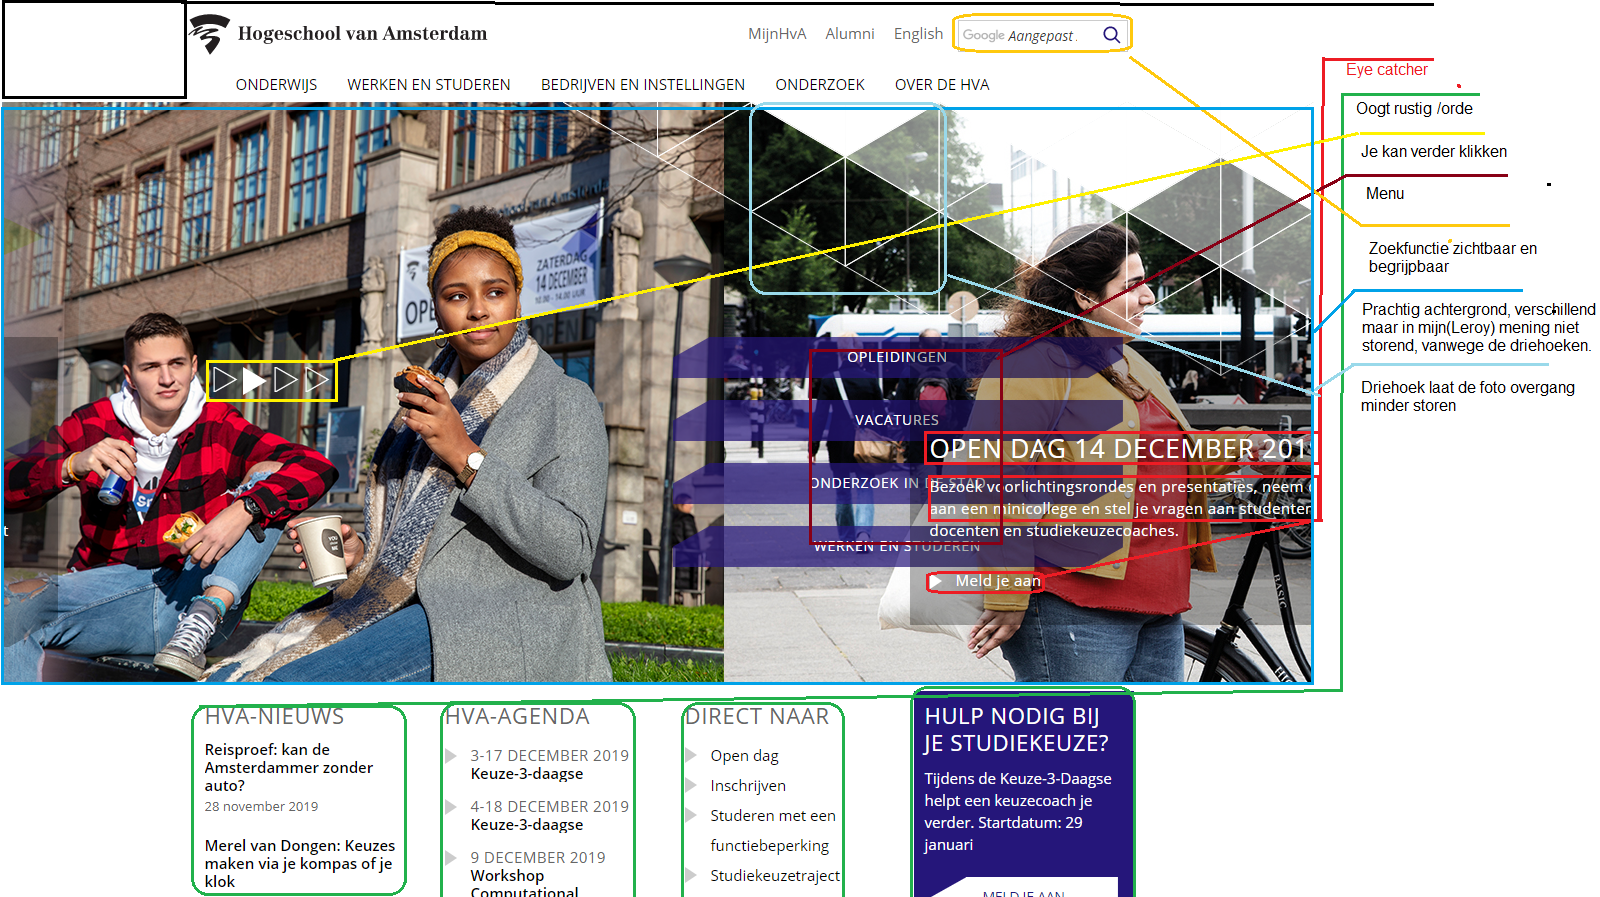 Hogeschool van Amsterdam
MijnHvA Alumni English
Google Aangepast
ONDERWIJS WERKEN EN STUDEREN BEDRIJVEN EN INSTELLINGEN ONDERZOEK OVER DE HVA
Eye catcher
Oogt rustig /orde
Je kan verder klikken
Menu
Zoekfunctie zichtbaar en
begrijpbaar
Prachtig achtergrond, verschillend
maar in mijn(Leroy) mening niet
storend, vanwege de driehoeken.
Driehoek laat de foto overgang
minder storen
ZATERDAG
14 DECEMBER
10.00 - 14.00 UUR
OPE
OPLEIDINGEN
VACATURES
ONDERZOEK IN DE STAD
WERKEN EN STUDEREN
OPEN DAG 14 DECEMBER 201
Bezoek voorlichtingsrondes en presentaties, neem
aan een minicollege en stel je vragen aan studenten
docenten en studiekeuzecoaches.
Meld je aan
t
BASIC
HVA-NIEUWS
Reisproef: kan de
Amsterdammer zonder
auto?
28 november 2019
Merel van Dongen: Keuzes
maken via je kompas of je
klok
HVA-AGENDA
3-17 DECEMBER 2019
Keuze-3-daagse
4-18 DECEMBER 2019
Keuze-3-daagse
9 DECEMBER 2019
Workshop
Computational
DIRECT NAAR
Open dag
Inschrijven
Studeren met een
functiebeperking
Studiekeuzetraject
HULP NODIG BIJ
JE STUDIEKEUZE?
Tijdens de Keuze-3-Daagse
helpt een keuzecoach je
verder. Startdatum: 29
januari
MELD JE AAN